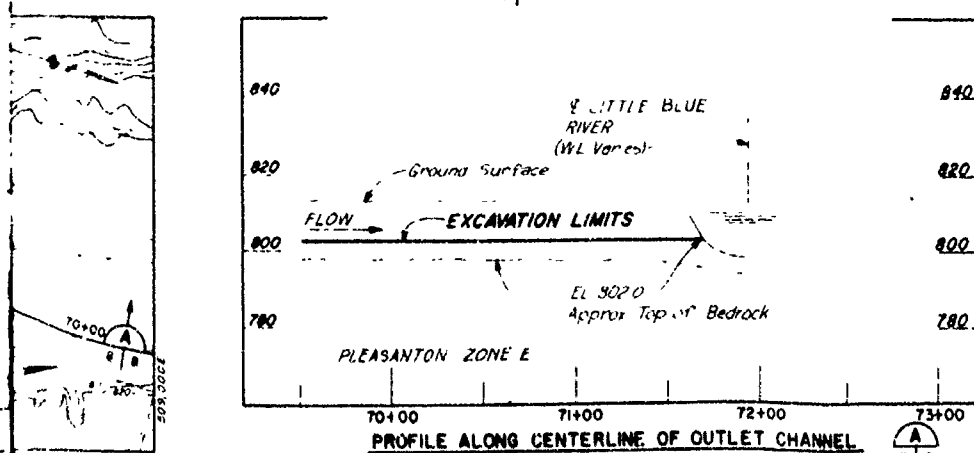 840
820
800
780
℄ LITTLE BLUE
RIVER
(WL Varies)
Ground Surface
FLOW
EXCAVATION LIMITS
EL 802.0
Approx Top of Bedrock
PLEASANTON ZONE E
840
820
800
780
70+00
71+00
72+00
73+00
PROFILE ALONG CENTERLINE OF OUTLET CHANNEL
A
70+00
A